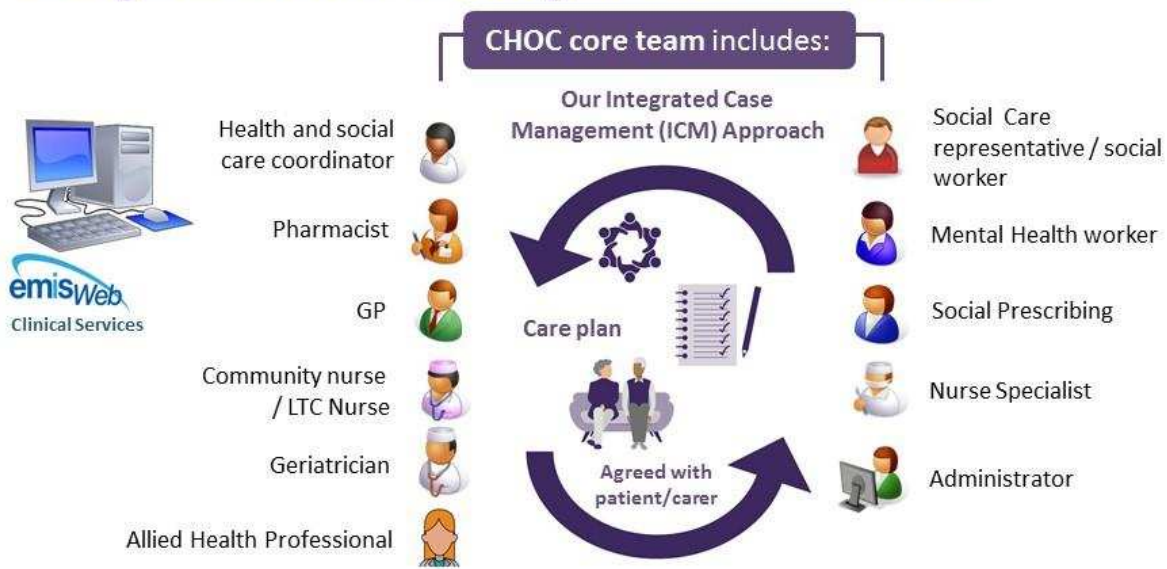 CHOC core team includes:
Our Integrated Case
Management (ICM) Approach
Health and social
care coordinator
Pharmacist
GP
Community nurse
/ LTC Nurse
Geriatrician
Allied Health Professional
emisWeb
Clinical Services
Care plan
Agreed with
patient/carer
Social Care
representative / social
worker
Mental Health worker
Social Prescribing
Nurse Specialist
Administrator